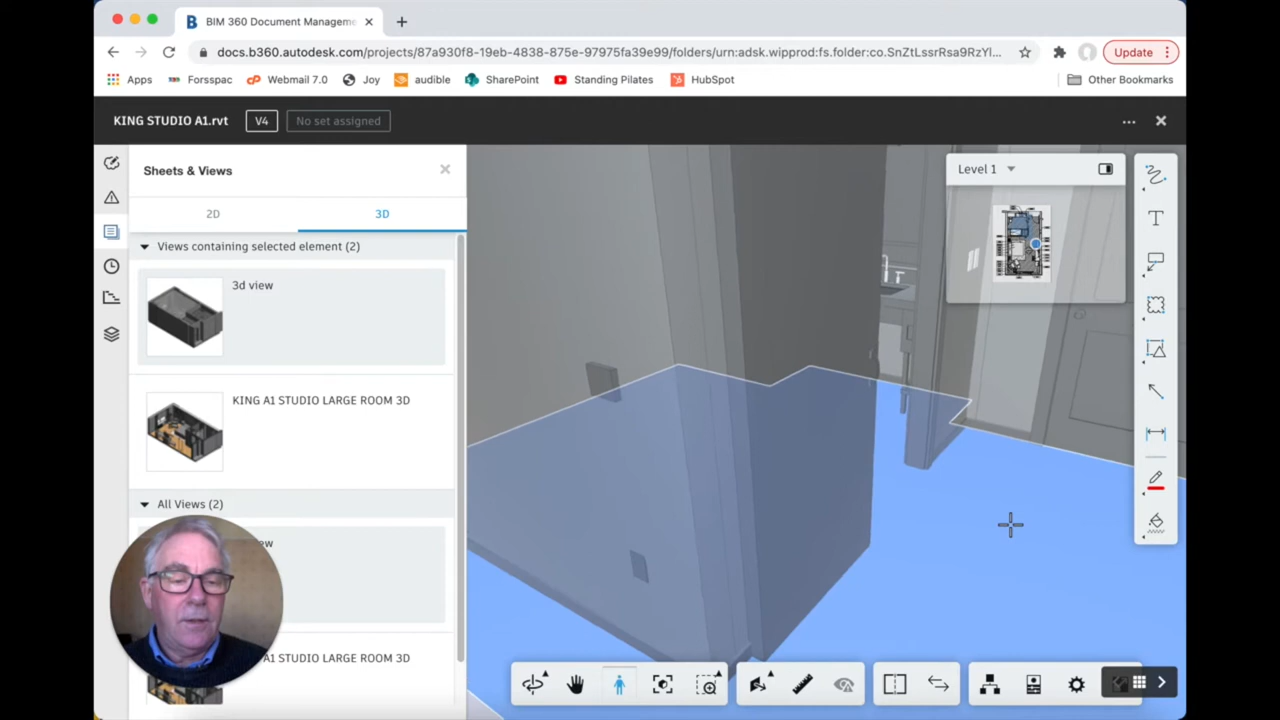 BIM 360 Document Manageme
docs.b360.autodesk.com/projects/87a930f8-19eb-4838-875e-97975fa39e99/folders/urn:adsk.wipprod:fs.folder:co.SnZtLssrRsa9RzYl...
Update
Apps Forsspac Webmail 7.0 Joy audible SharePoint Standing Pilates HubSpot Other Bookmarks
KING STUDIO A1.rvt V4 No set assigned
Sheets & Views
2D 3D
Views containing selected element (2)
3d view
KING A1 STUDIO LARGE ROOM 3D
All Views (2)
ew
A1 STUDIO LARGE ROOM 3D
Level 1
T